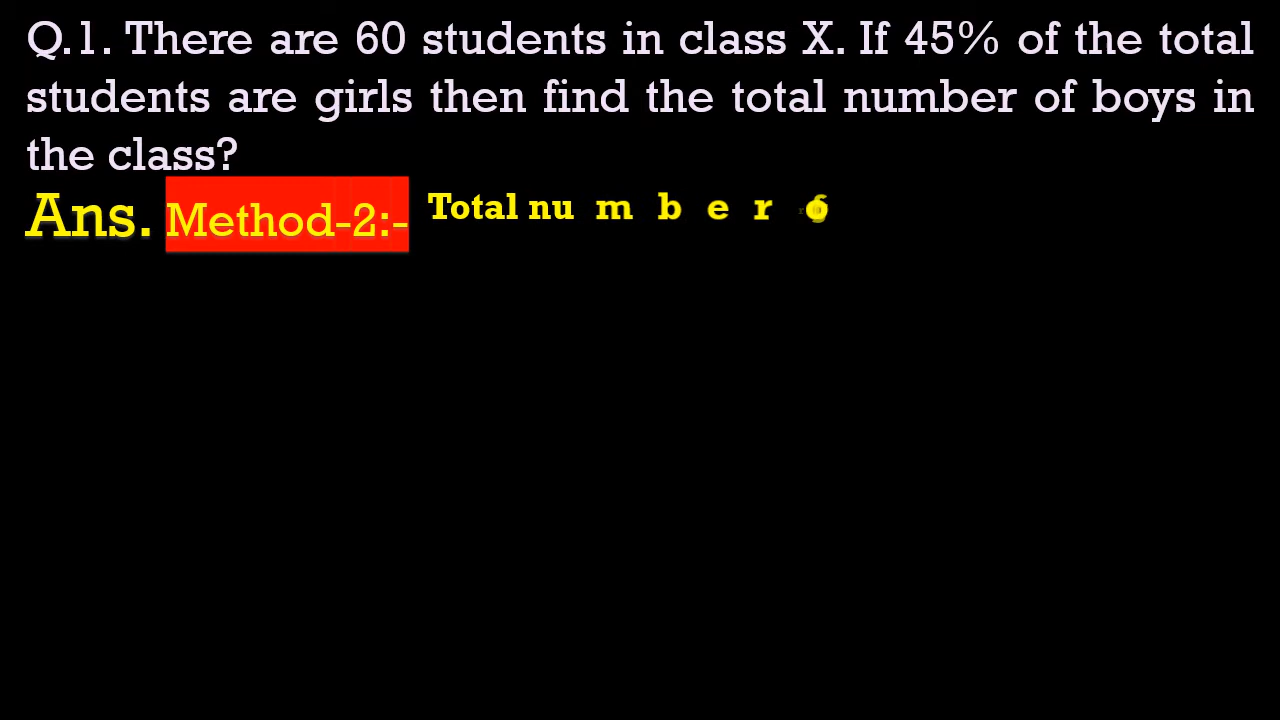 Q.1. There are 60 students in class X. If 45% of the total
students are girls then find the total number of boys in
the class?
Ans. Method-2:- Total number